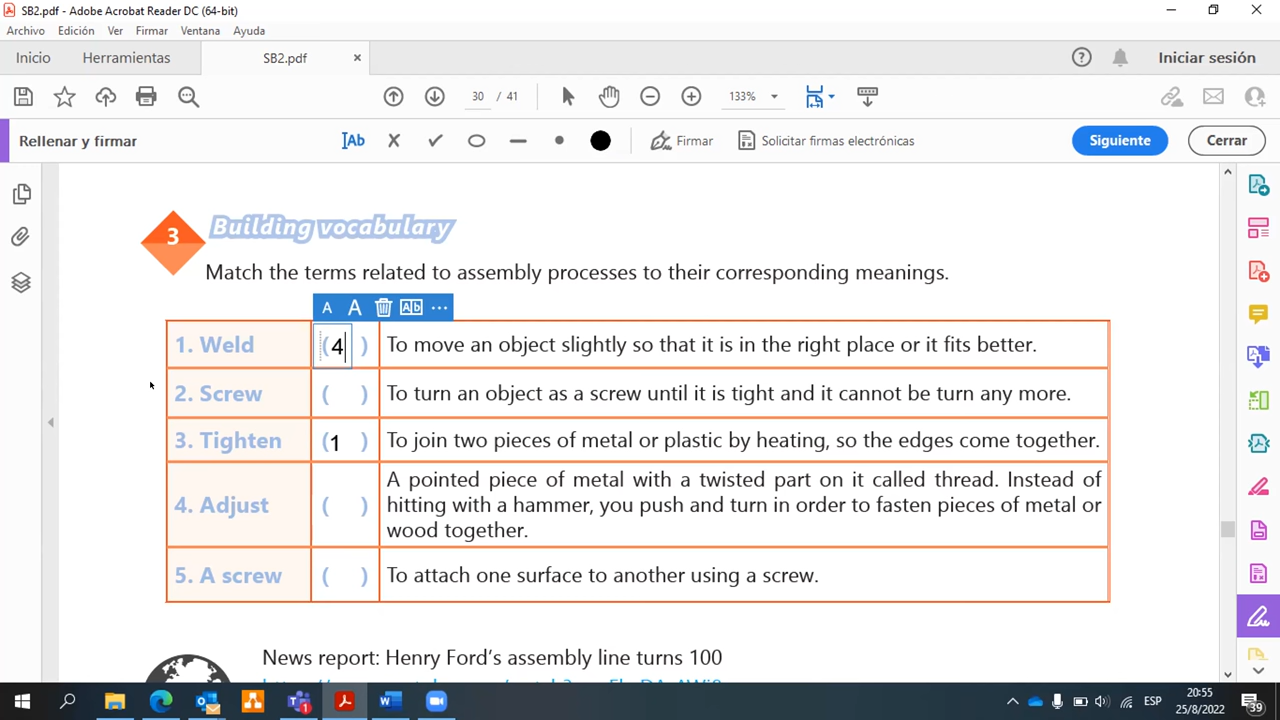 SB2.pdf - Adobe Acrobat Reader DC (64-bit)
Archivo Edición Ver Firmar Ventana Ayuda
Inicio Herramientas SB2.pdf × Iniciar sesión
30 / 41 133%
Rellenar y firmar Ab Firmar Solicitar firmas electrónicas Siguiente Cerrar
3 Building vocabulary
Match the terms related to assembly processes to their corresponding meanings.
A A Ab ...
1. Weld (4 ) To move an object slightly so that it is in the right place or it fits better.
2. Screw ( ) To turn an object as a screw until it is tight and it cannot be turn any more.
3. Tighten (1 ) To join two pieces of metal or plastic by heating, so the edges come together.
4. Adjust ( ) A pointed piece of metal with a twisted part on it called thread. Instead of
hitting with a hammer, you push and turn in order to fasten pieces of metal or
wood together.
5. A screw ( ) To attach one surface to another using a screw.
News report: Henry Ford's assembly line turns 100
ESP 20:55
25/8/2022 39